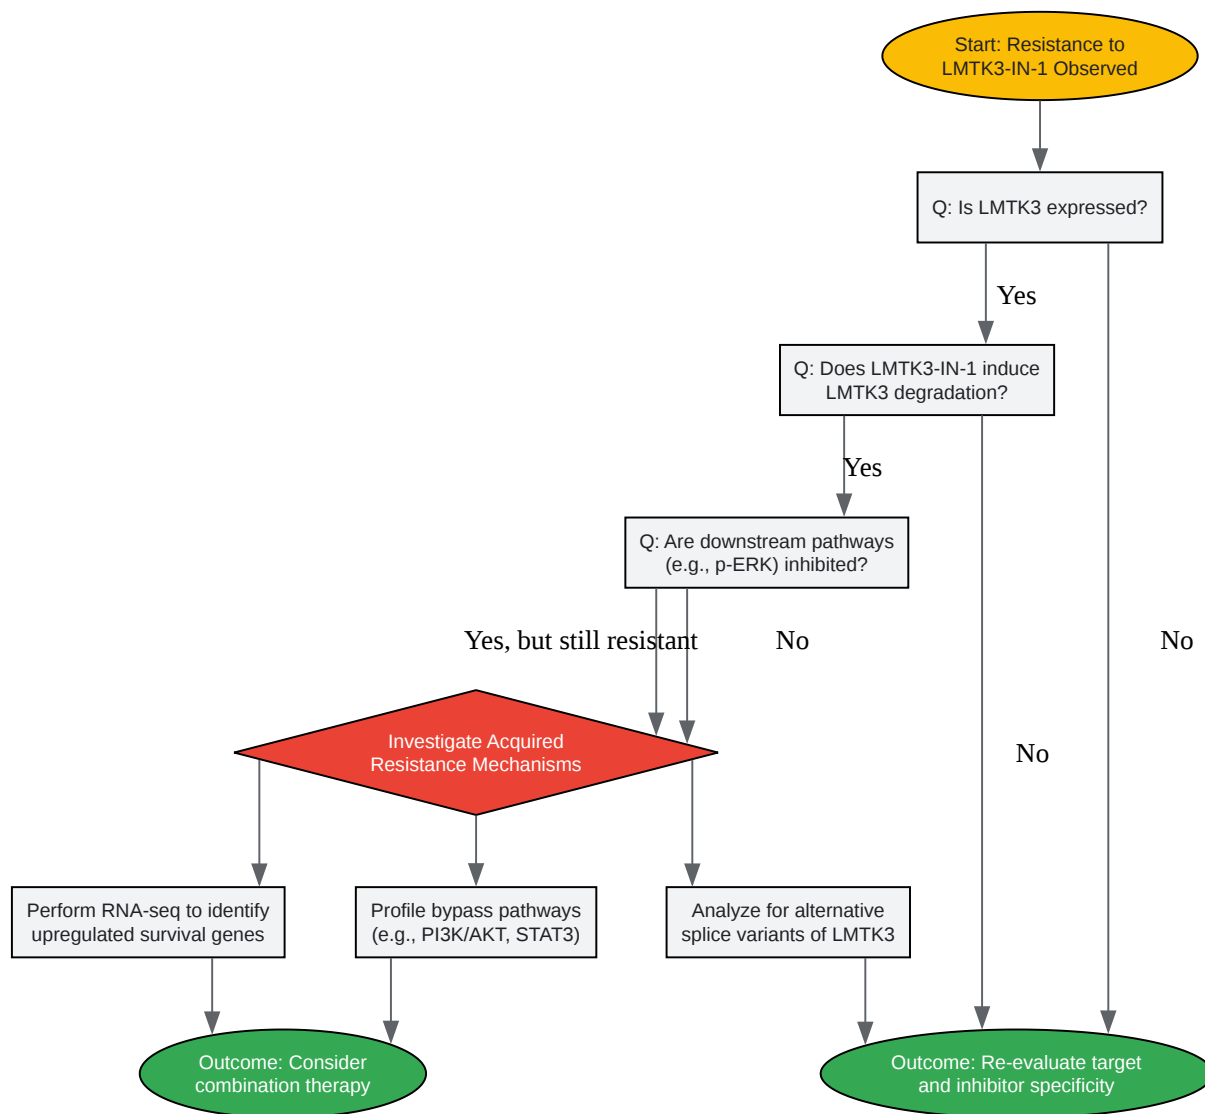 Start: Resistance to
LMTK3-IN-1 Observed
Q: Is LMTK3 expressed?
Yes
Q: Does LMTK3-IN-1 induce
LMTK3 degradation?
Yes
Q: Are downstream pathways
(e.g., p-ERK) inhibited?
Yes, but still resistant
No
No
No
Investigate Acquired
Resistance Mechanisms
Perform RNA-seq to identify
upregulated survival genes
Profile bypass pathways
(e.g., PI3K/AKT, STAT3)
Analyze for alternative
splice variants of LMTK3
Outcome: Consider
combination therapy
Outcome: Re-evaluate target
and inhibitor specificity